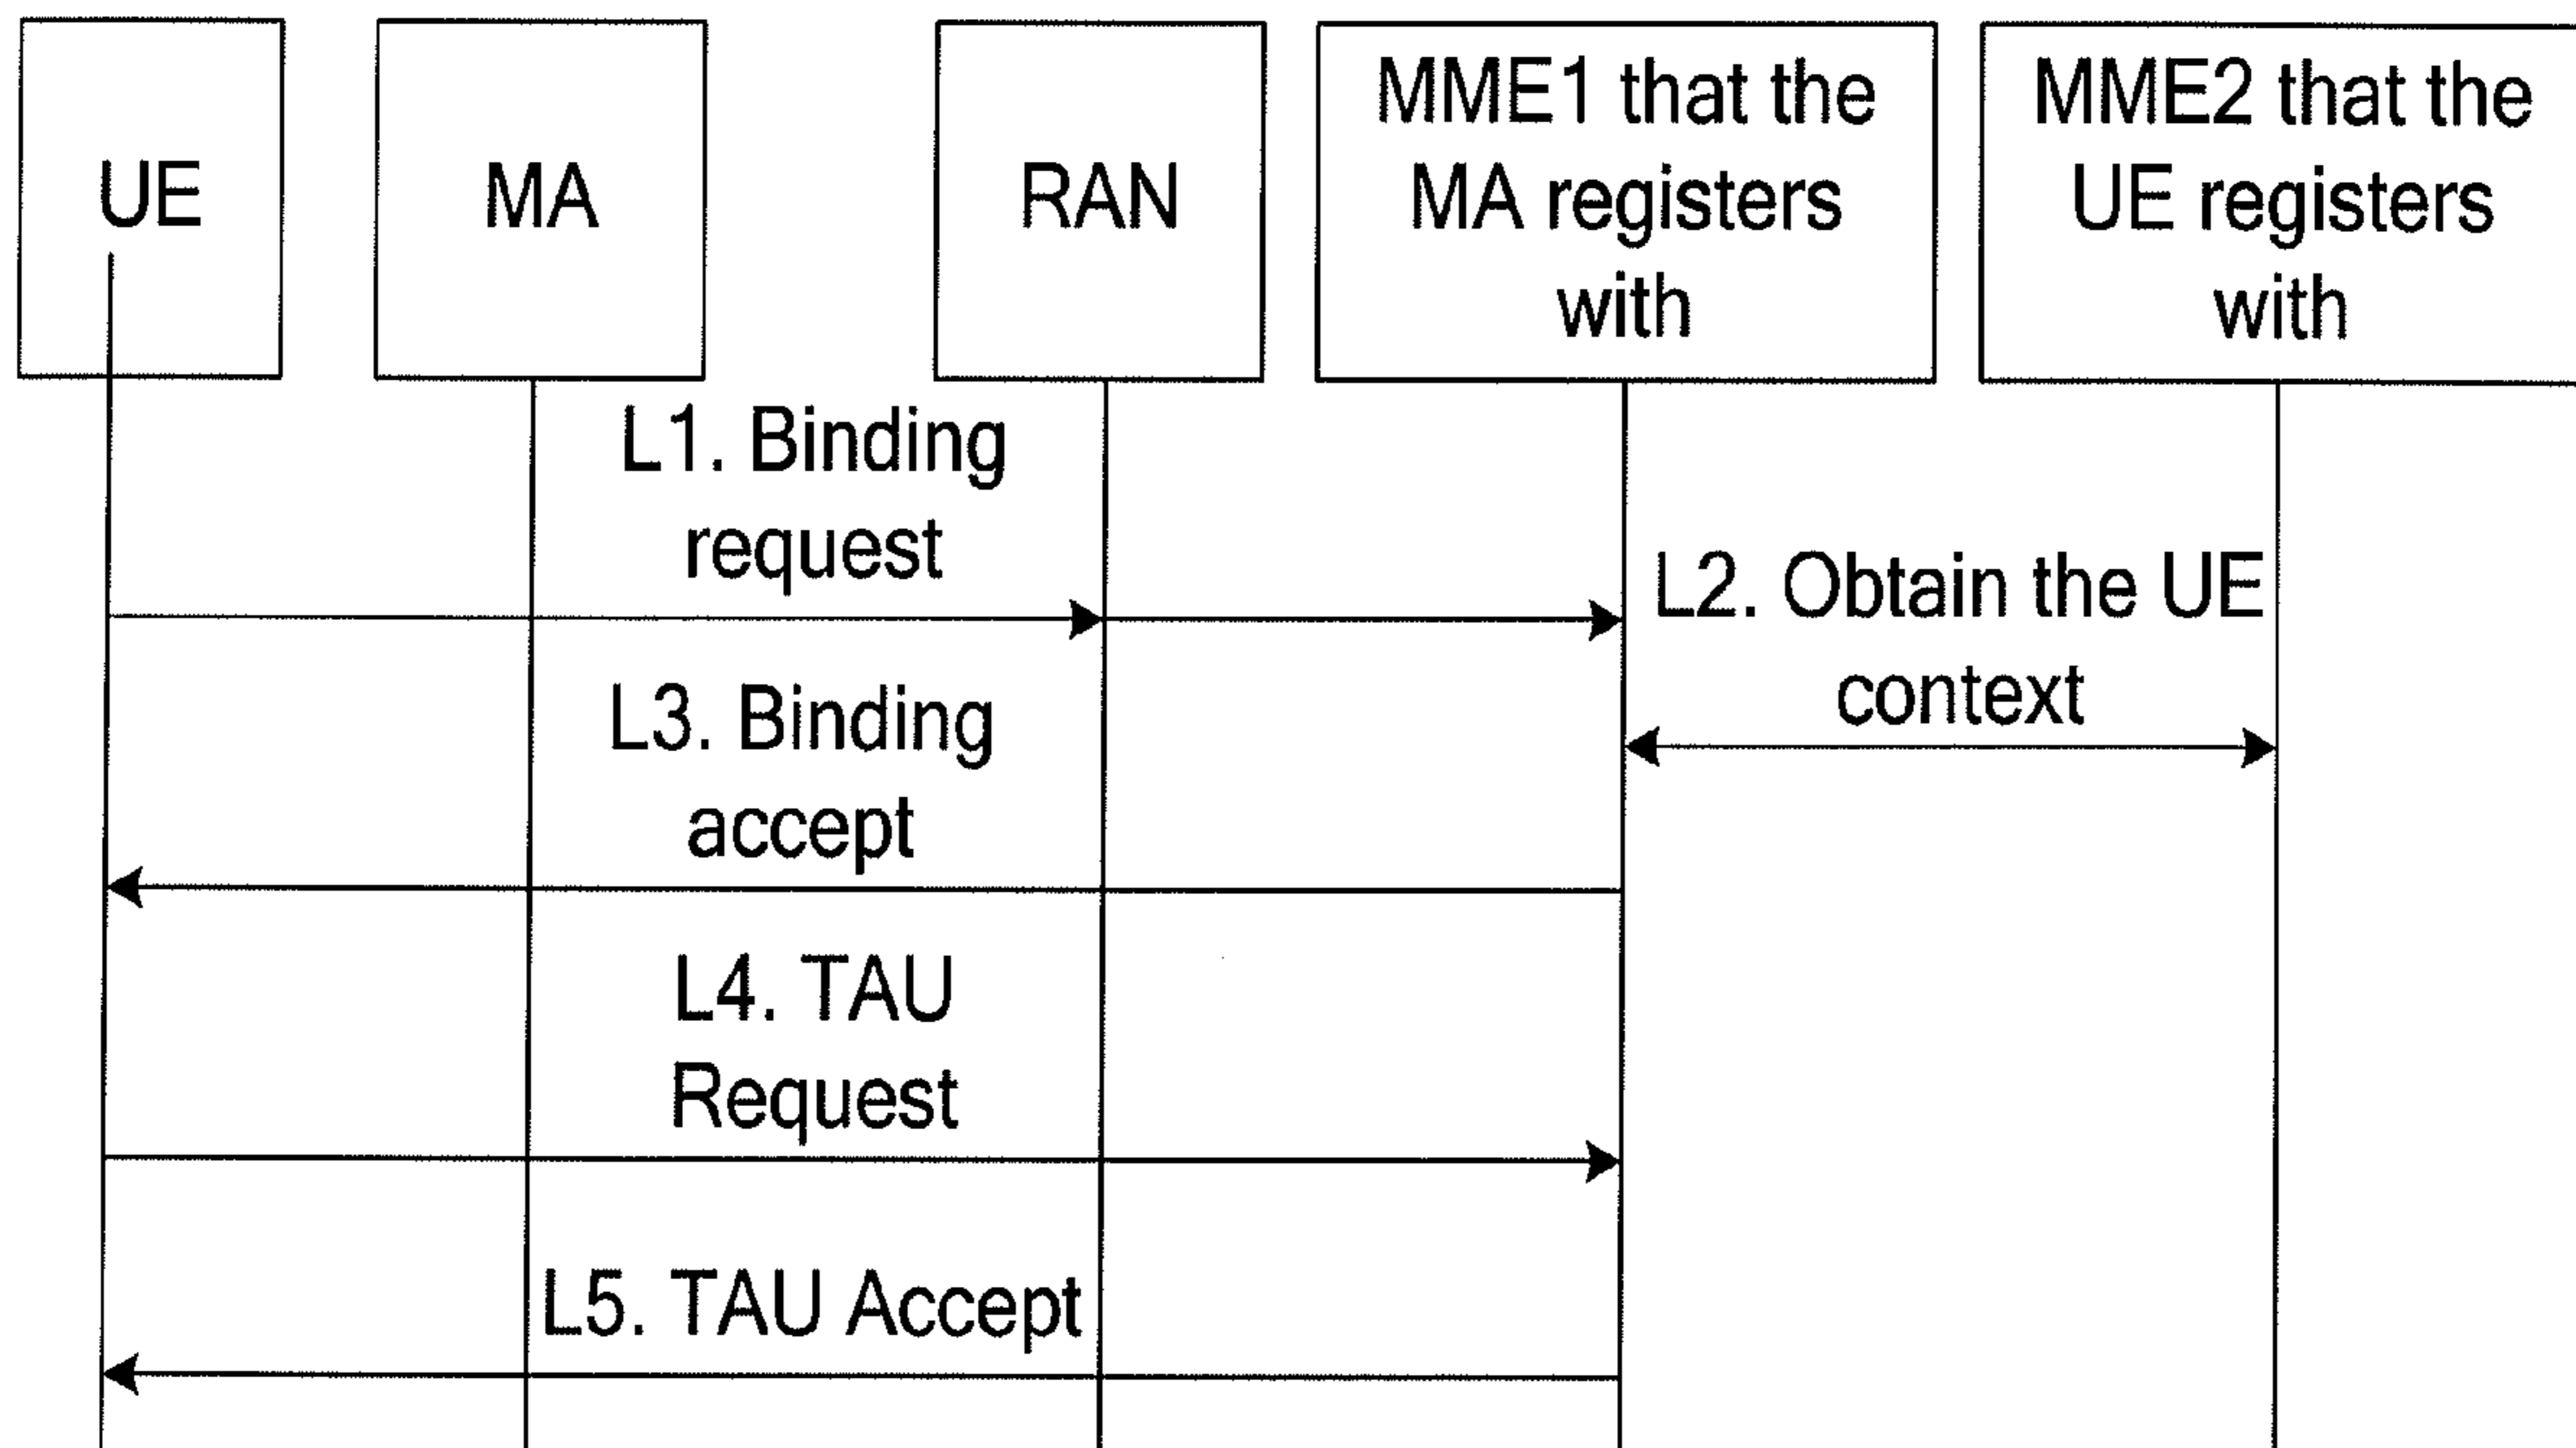 UE
MA
RAN
MME1 that the
MA registers
with
MME2 that the
UE registers
with
L1. Binding
request
L2. Obtain the UE
context
L3. Binding
accept
L4. TAU
Request
L5. TAU Accept